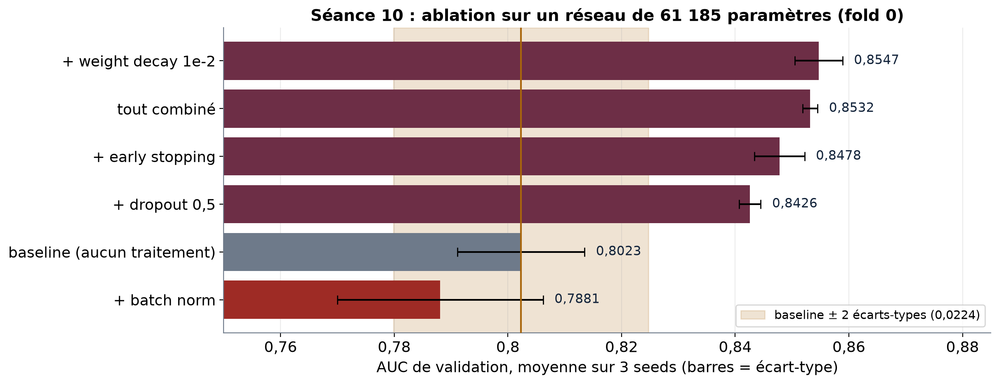 Séance 10 : ablation sur un réseau de 61 185 paramètres (fold 0)
+ weight decay 1e-2
0,8547
tout combiné
0,8532
+ early stopping
0,8478
+ dropout 0,5
0,8426
baseline (aucun traitement)
0,8023
+ batch norm
0,7881
baseline ± 2 écarts-types (0,0224)
0,76 0,78 0,8 0,82 0,84 0,86 0,88
AUC de validation, moyenne sur 3 seeds (barres = écart-type)